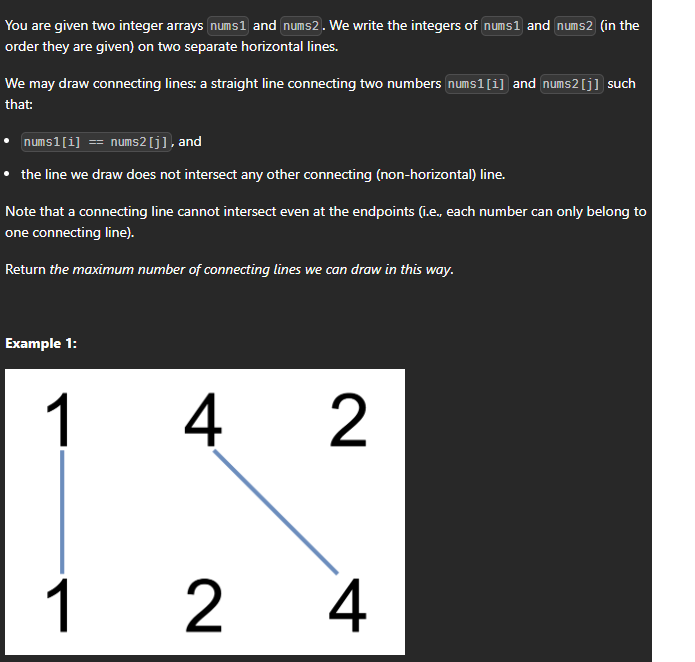 You are given two integer arrays nums1 and nums2. We write the integers of nums1 and nums2 (in the
order they are given) on two separate horizontal lines.
We may draw connecting lines: a straight line connecting two numbers nums1[i] and nums2[j] such
that:
• nums1[i] == nums2[j], and
• the line we draw does not intersect any other connecting (non-horizontal) line.
Note that a connecting line cannot intersect even at the endpoints (i.e., each number can only belong to
one connecting line).
Return the maximum number of connecting lines we can draw in this way.
Example 1:
1 4 2
1 2 4